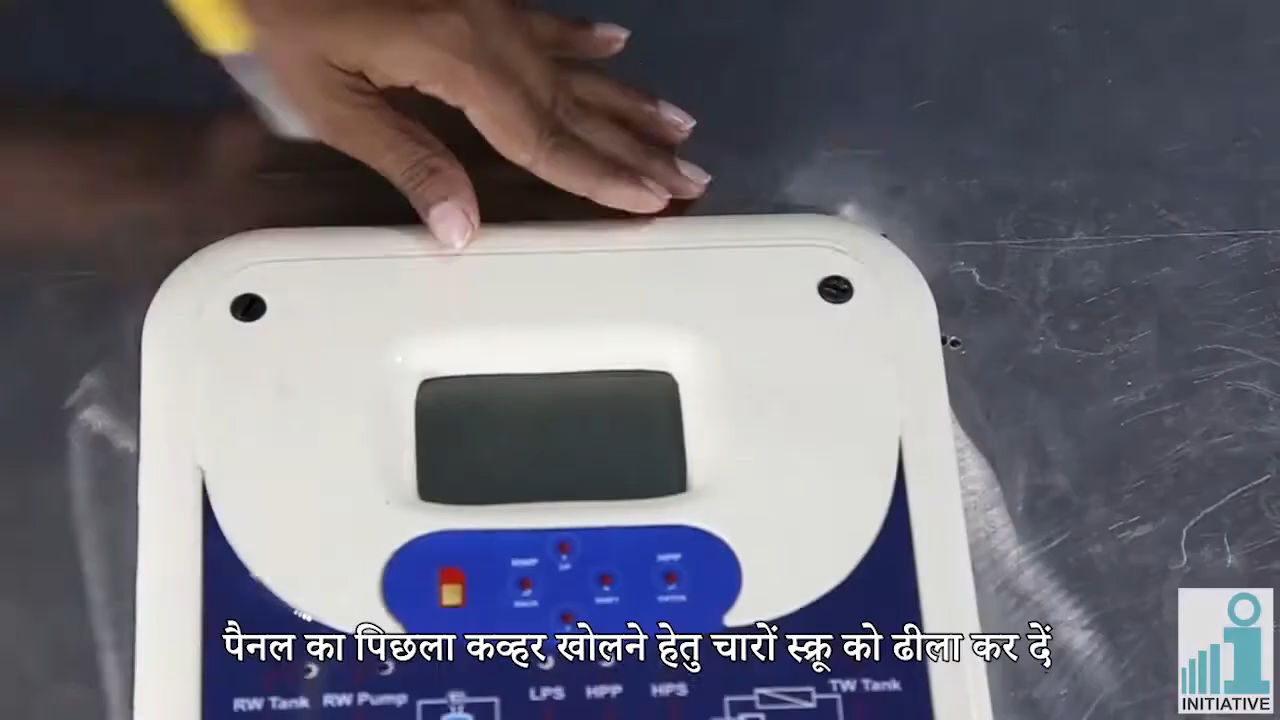 पैनल का पिछला कव्हर खोलने हेतु चारों स्क्रू को ढीला कर दें
RW Tank RW Pump LPS HPP HPS TW Tank
INITIATIVE